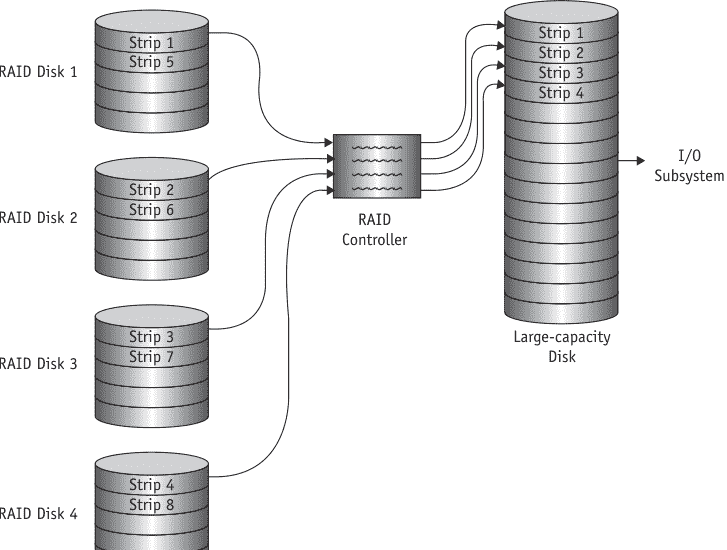 RAID Disk 1
Strip 1
Strip 5
RAID Disk 2
Strip 2
Strip 6
RAID Disk 3
Strip 3
Strip 7
RAID Disk 4
Strip 4
Strip 8
RAID
Controller
Strip 1
Strip 2
Strip 3
Strip 4
Large-capacity
Disk
I/O
Subsystem